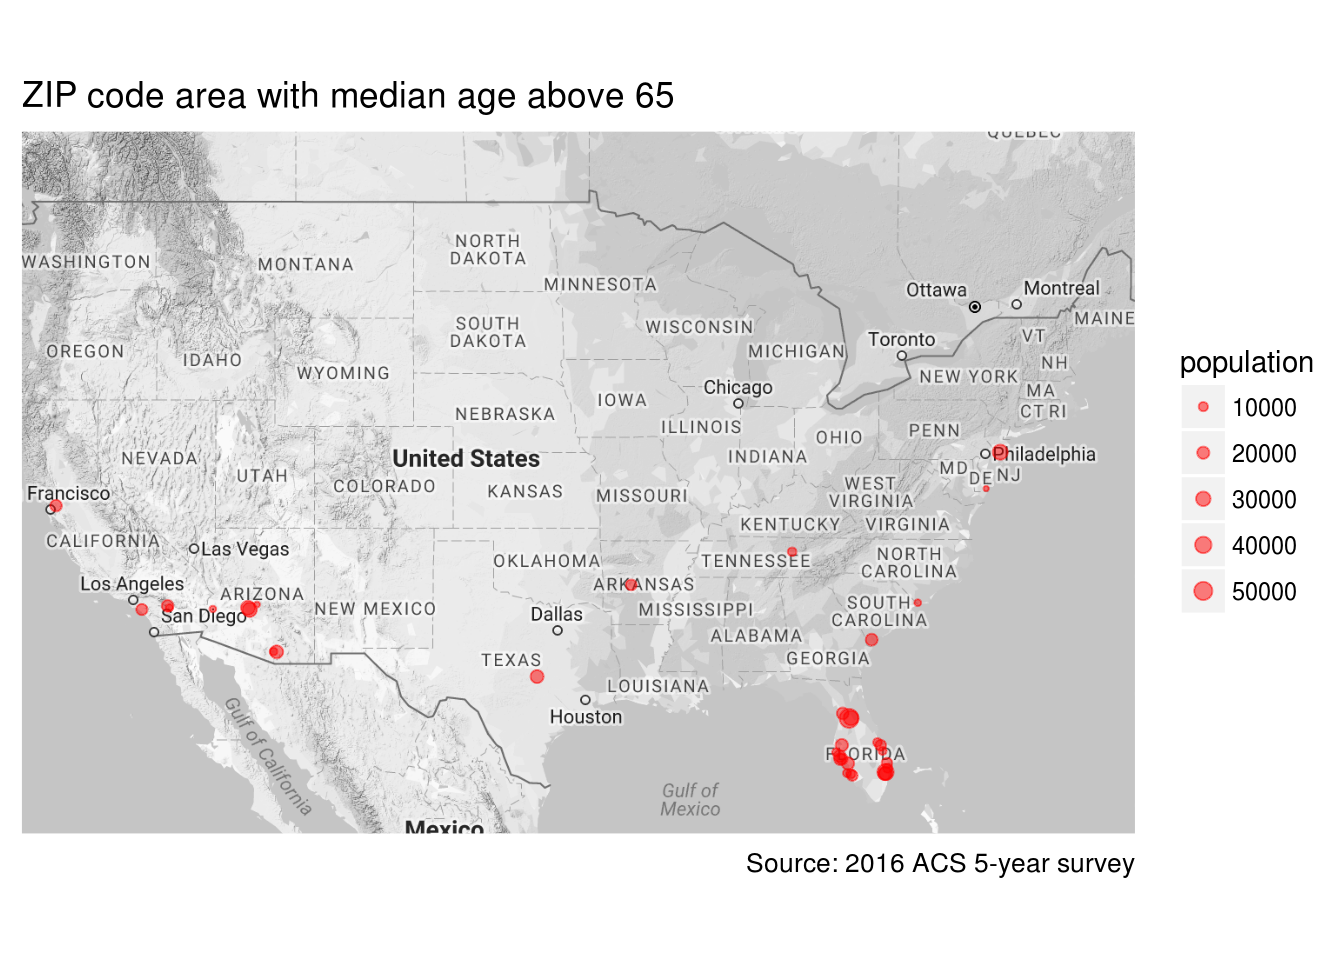 ZIP code area with median age above 65
QUEBEC
NORTH
DAKOTA
WASHINGTON
MONTANA
MINNESOTA
Ottawa
Montreal
MAINE
SOUTH
DAKOTA
WISCONSIN
Toronto
VT
OREGON
IDAHO
MICHIGAN
NH
WYOMING
NEW YORK
Chicago
MA
IOWA
CT RI
NEBRASKA
ILLINOIS
OHIO
PENN
NEVADA
United States
INDIANA
Philadelphia
UTAH
COLORADO
KANSAS
MISSOURI
WEST
VIRGINIA
MD
DE
NJ
Francisco
KENTUCKY
VIRGINIA
CALIFORNIA
Las Vegas
OKLAHOMA
TENNESSEE
NORTH
CAROLINA
Los Angeles
ARIZONA
ARKANSAS
NEW MEXICO
MISSISSIPPI
SOUTH
CAROLINA
San Diego
Dallas
ALABAMA
TEXAS
GEORGIA
LOUISIANA
Houston
FLORIDA
Gulf of California
Gulf of
Mexico
Mexico
population
10000
20000
30000
40000
50000
Source: 2016 ACS 5-year survey